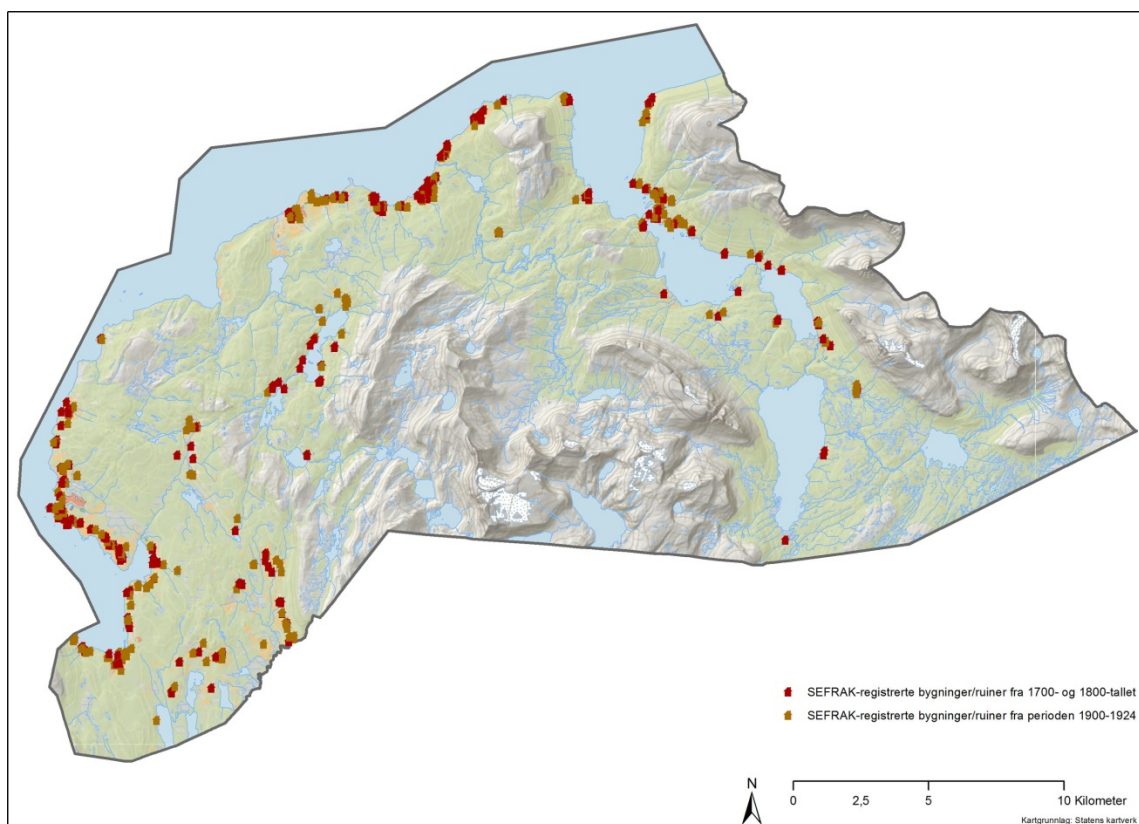 SEFRAK-registrerte bygninger/ruiner fra 1700- og 1800-tallet
SEFRAK-registrerte bygninger/ruiner fra perioden 1900-1924
N
0 2,5 5 10 Kilometer
Kartgrunnlag: Statens kartverk